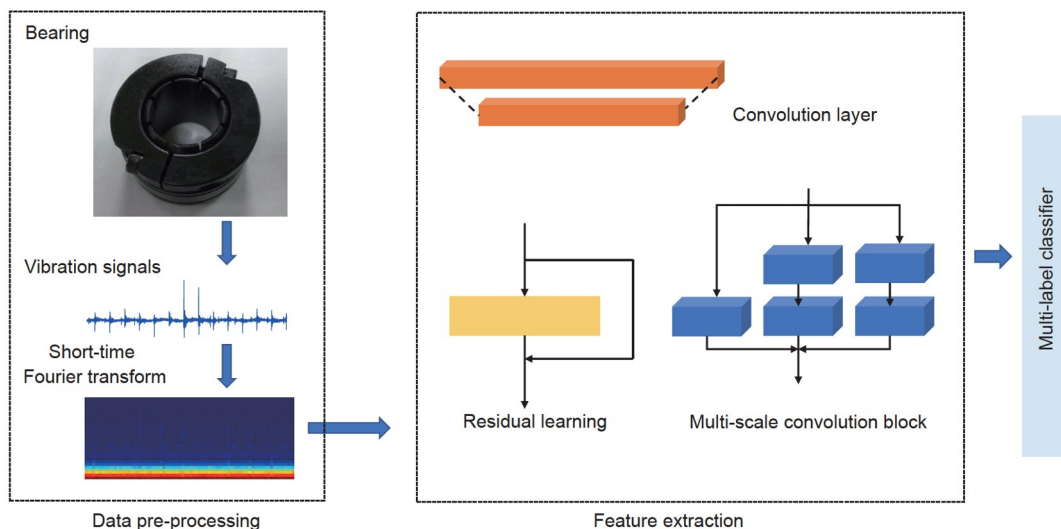 Bearing
Vibration signals
Short-time
Fourier transform
Data pre-processing
Convolution layer
Residual learning
Multi-scale convolution block
Feature extraction
Multi-label classifier